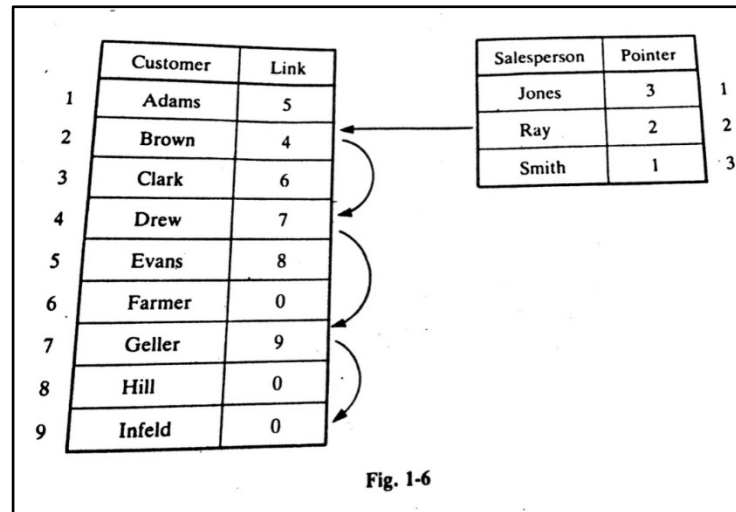 Customer Link
1 Adams 5
2 Brown 4
3 Clark 6
4 Drew 7
5 Evans 8
6 Farmer 0
7 Geller 9
8 Hill 0
9 Infeld 0
Salesperson Pointer
Jones 3 1
Ray 2 2
Smith 1 3
Fig. 1-6